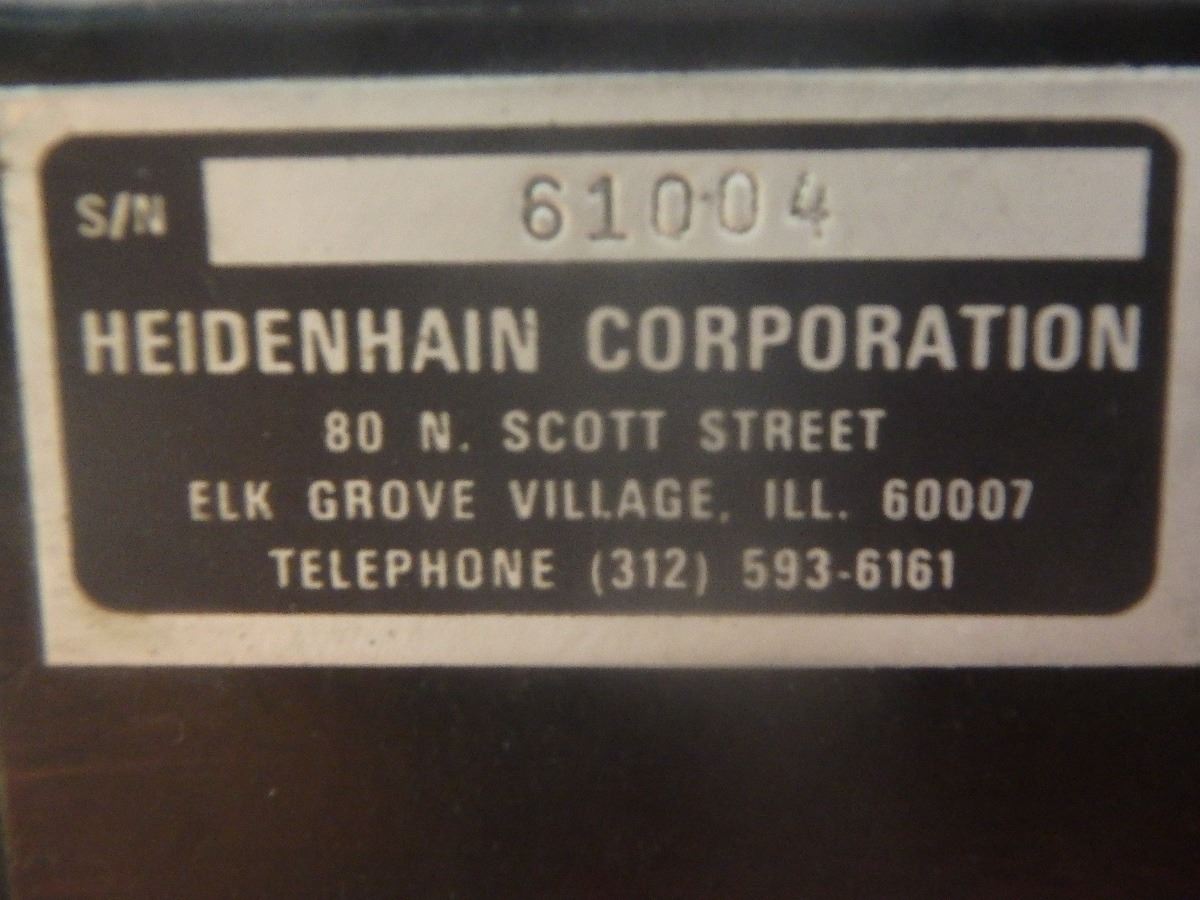 S/N 61004
HEIDENHAIN CORPORATION
80 N. SCOTT STREET
ELK GROVE VILLAGE, ILL. 60007
TELEPHONE (312) 593-6161